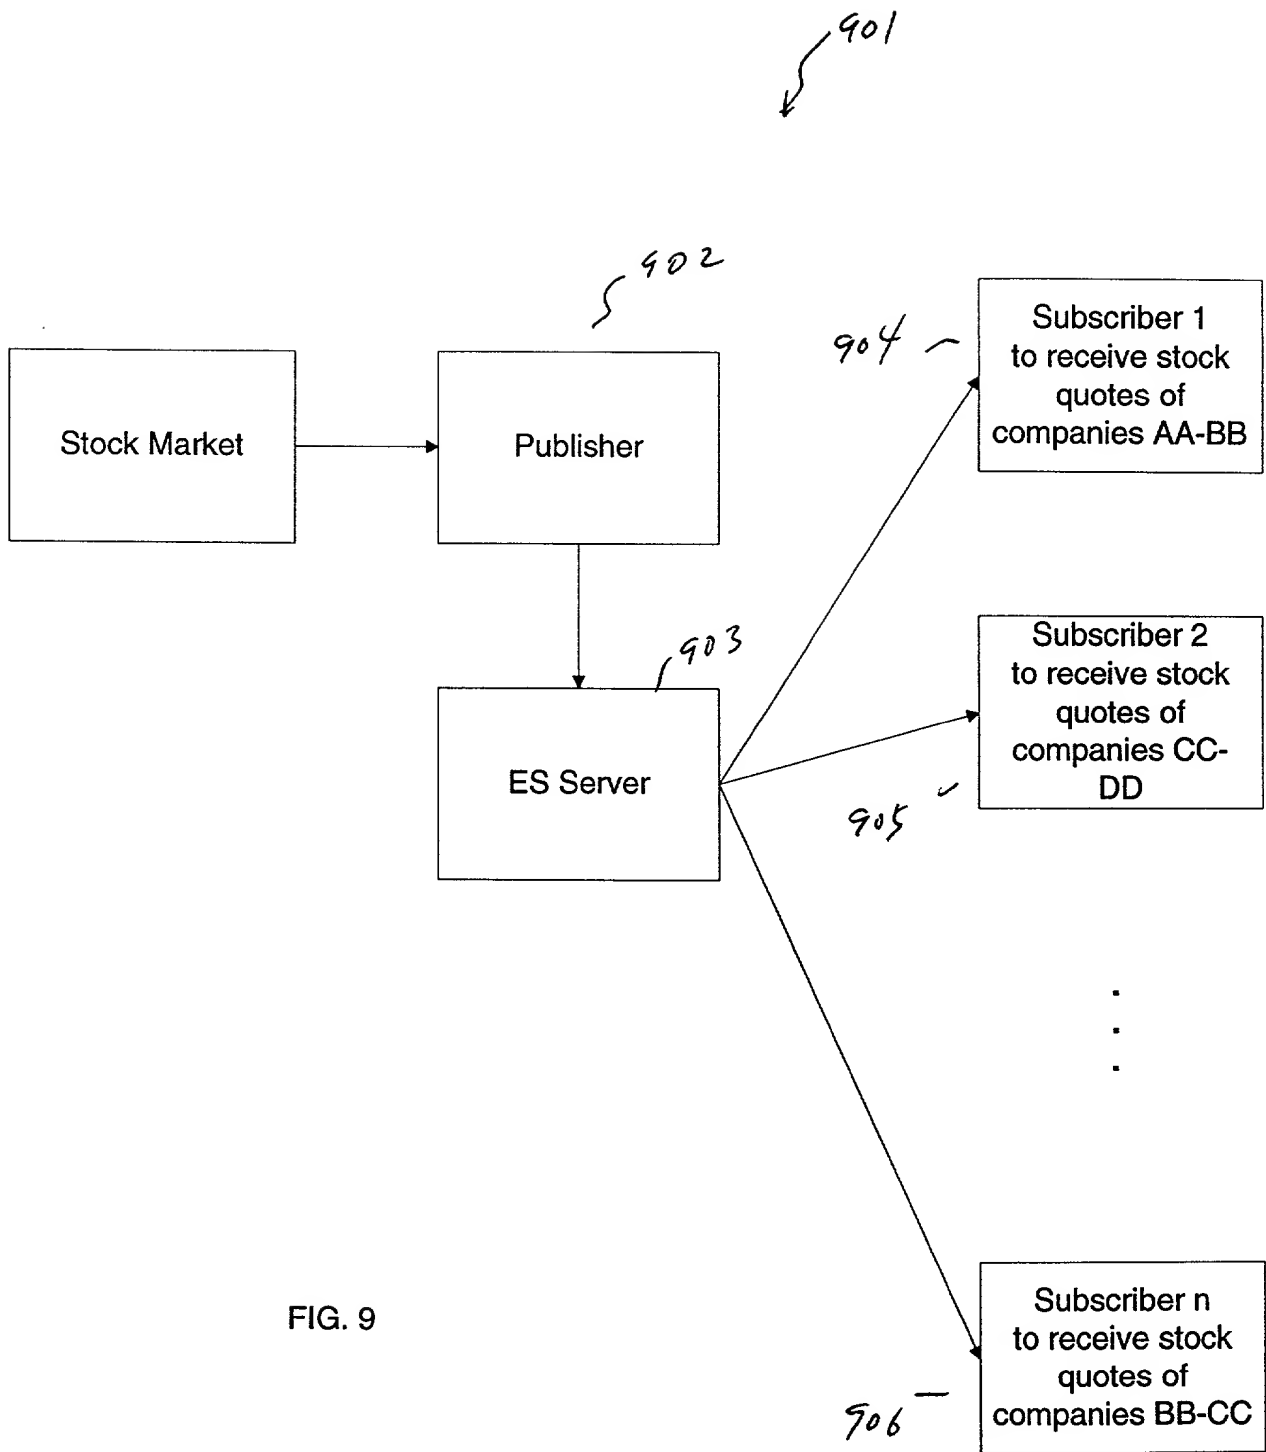 901
902
Stock Market
Publisher
904
Subscriber 1
to receive stock
quotes of
companies AA-BB
903
ES Server
Subscriber 2
to receive stock
quotes of
companies CC-
DD
905
FIG. 9
Subscriber n
to receive stock
quotes of
companies BB-CC
906